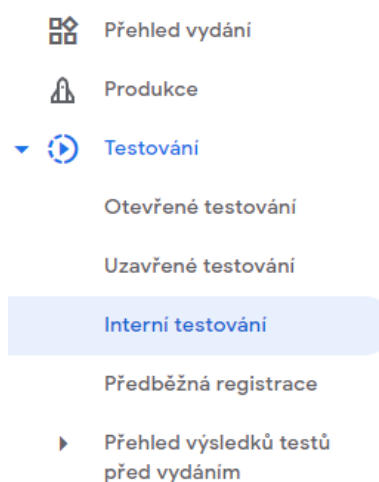 Přehled vydání
Produkce
Testování
Otevřené testování
Uzavřené testování
Interní testování
Předběžná registrace
Přehled výsledků testů
před vydáním